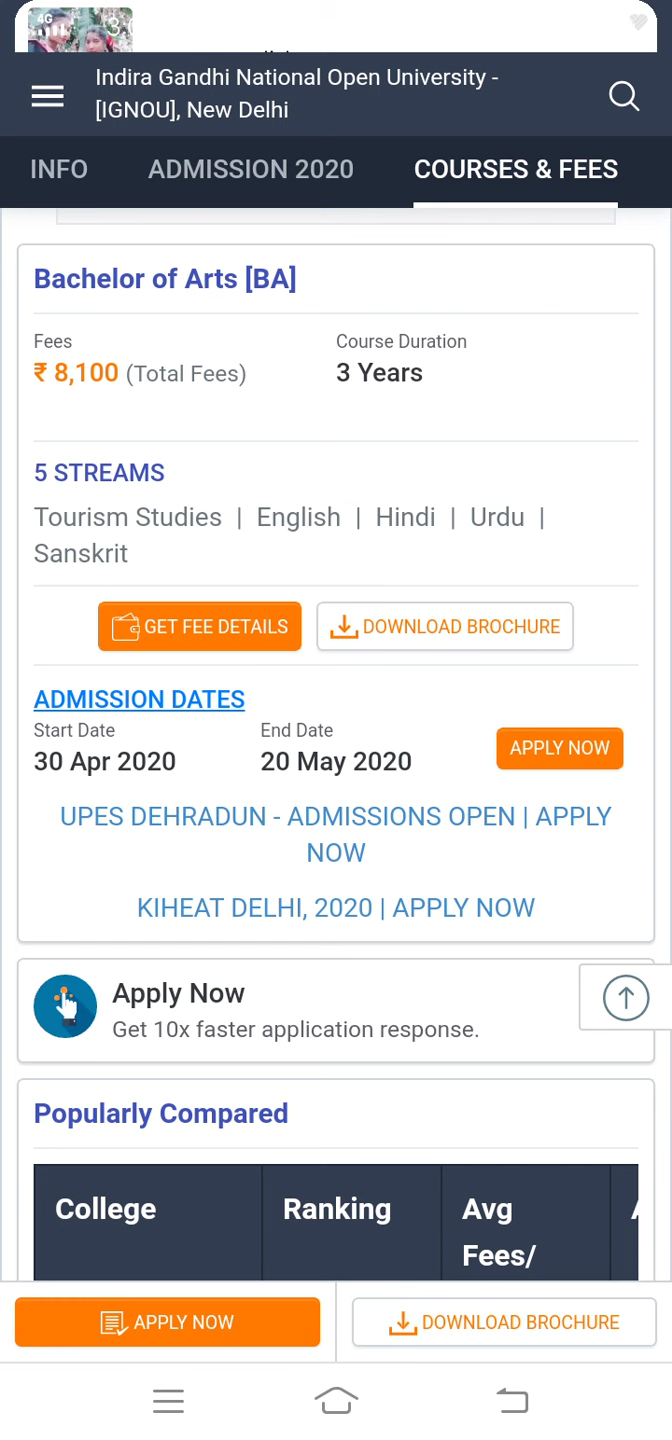 4G
Indira Gandhi National Open University -
[IGNOU], New Delhi
INFO ADMISSION 2020 COURSES & FEES
Bachelor of Arts [BA]
Fees Course Duration
₹ 8,100 (Total Fees) 3 Years
5 STREAMS
Tourism Studies | English | Hindi | Urdu |
Sanskrit
GET FEE DETAILS DOWNLOAD BROCHURE
ADMISSION DATES
Start Date End Date
30 Apr 2020 20 May 2020 APPLY NOW
UPES DEHRADUN - ADMISSIONS OPEN | APPLY
NOW
KIHEAT DELHI, 2020 | APPLY NOW
Apply Now
Get 10x faster application response.
Popularly Compared
College Ranking Avg
Fees/
APPLY NOW DOWNLOAD BROCHURE